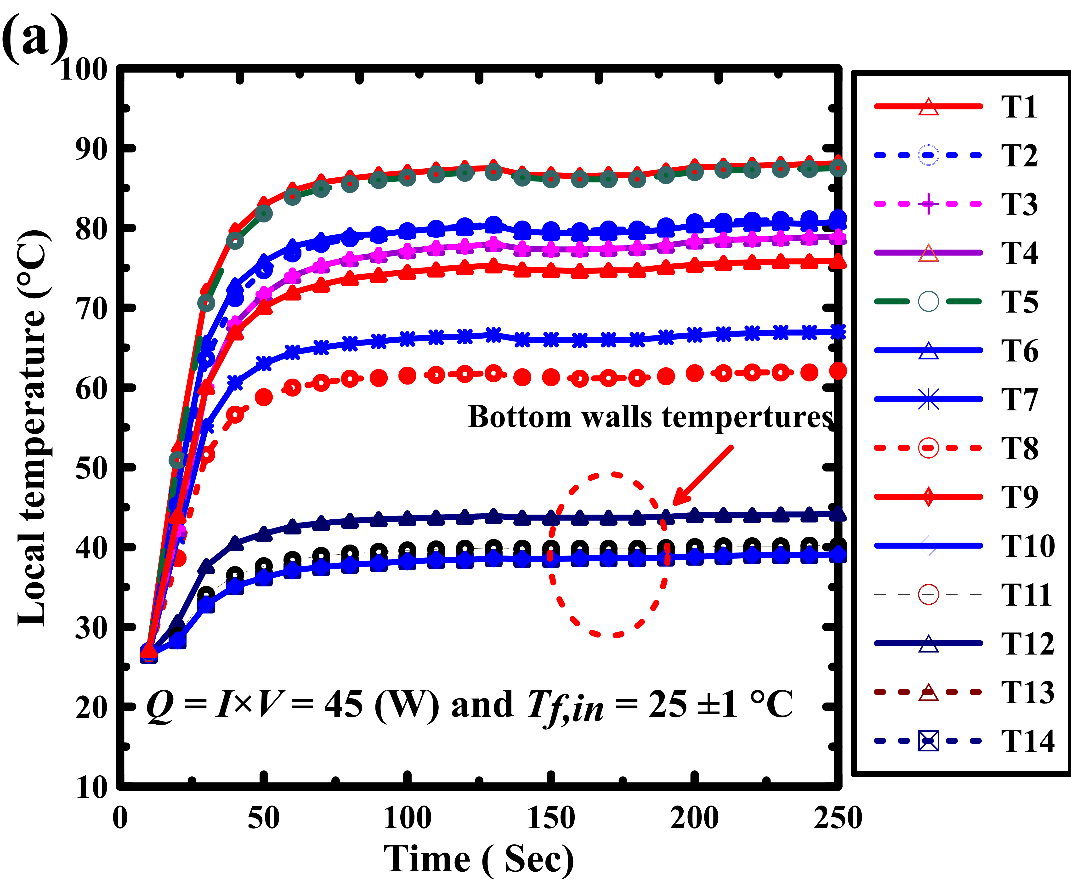 (a)
100
90
80
70
60
50
40
30
20
10
Local temperature (°C)
Bottom walls tempertures
Q = I×V = 45 (W) and Tf,in = 25 ±1 °C
0 50 100 150 200 250
Time ( Sec)
T1
T2
T3
T4
T5
T6
T7
T8
T9
T10
T11
T12
T13
T14